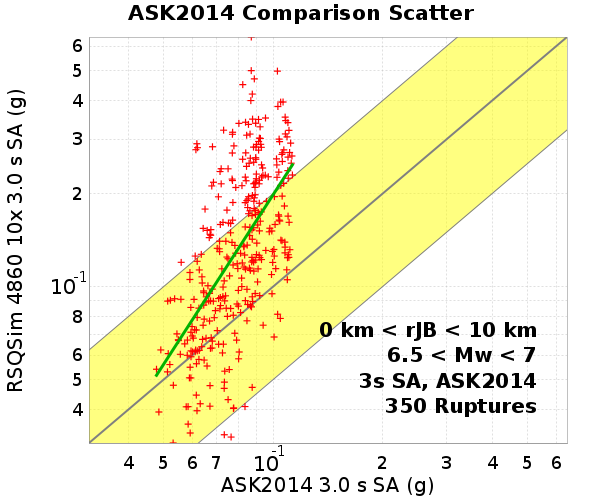 ASK2014 Comparison Scatter
RSQSim 4860 10x 3.0 s SA (g)
6
5
4
3
2
10⁻¹
8
6
5
4
0 km < rJB < 10 km
6.5 < Mw < 7
3s SA, ASK2014
350 Ruptures
4 5 6 7 10⁻¹ 2 3 4 5 6
ASK2014 3.0 s SA (g)